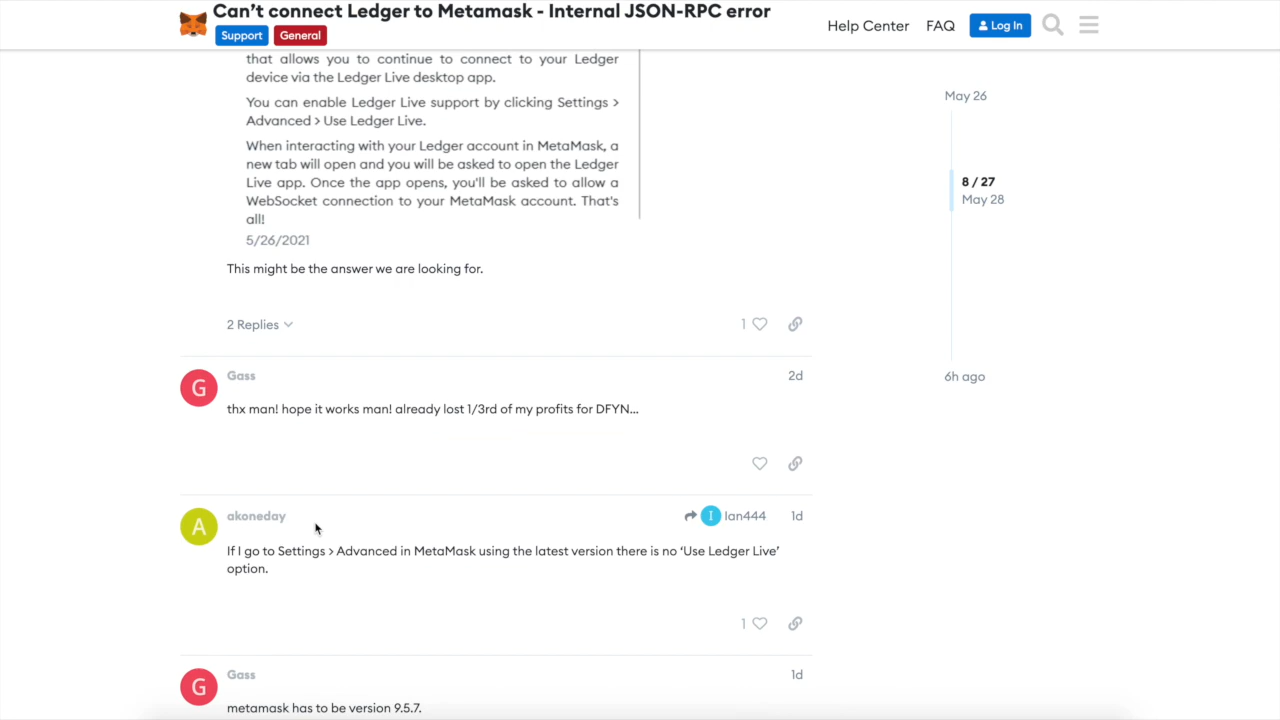 Can't connect Ledger to Metamask - Internal JSON-RPC error
Support General
Help Center FAQ Log In
that allows you to continue to connect to your Ledger
device via the Ledger Live desktop app.
You can enable Ledger Live support by clicking Settings >
Advanced > Use Ledger Live.
When interacting with your Ledger account in MetaMask, a
new tab will open and you will be asked to open the Ledger
Live app. Once the app opens, you'll be asked to allow a
WebSocket connection to your MetaMask account. That's
all!
5/26/2021
This might be the answer we are looking for.
2 Replies 1
G Gass 2d
thx man! hope it works man! already lost 1/3rd of my profits for DFYN...
A akoneday I Ian444 1d
If I go to Settings > Advanced in MetaMask using the latest version there is no ‘Use Ledger Live’
option.
1
G Gass 1d
metamask has to be version 9.5.7.
May 26
8 / 27
May 28
6h ago